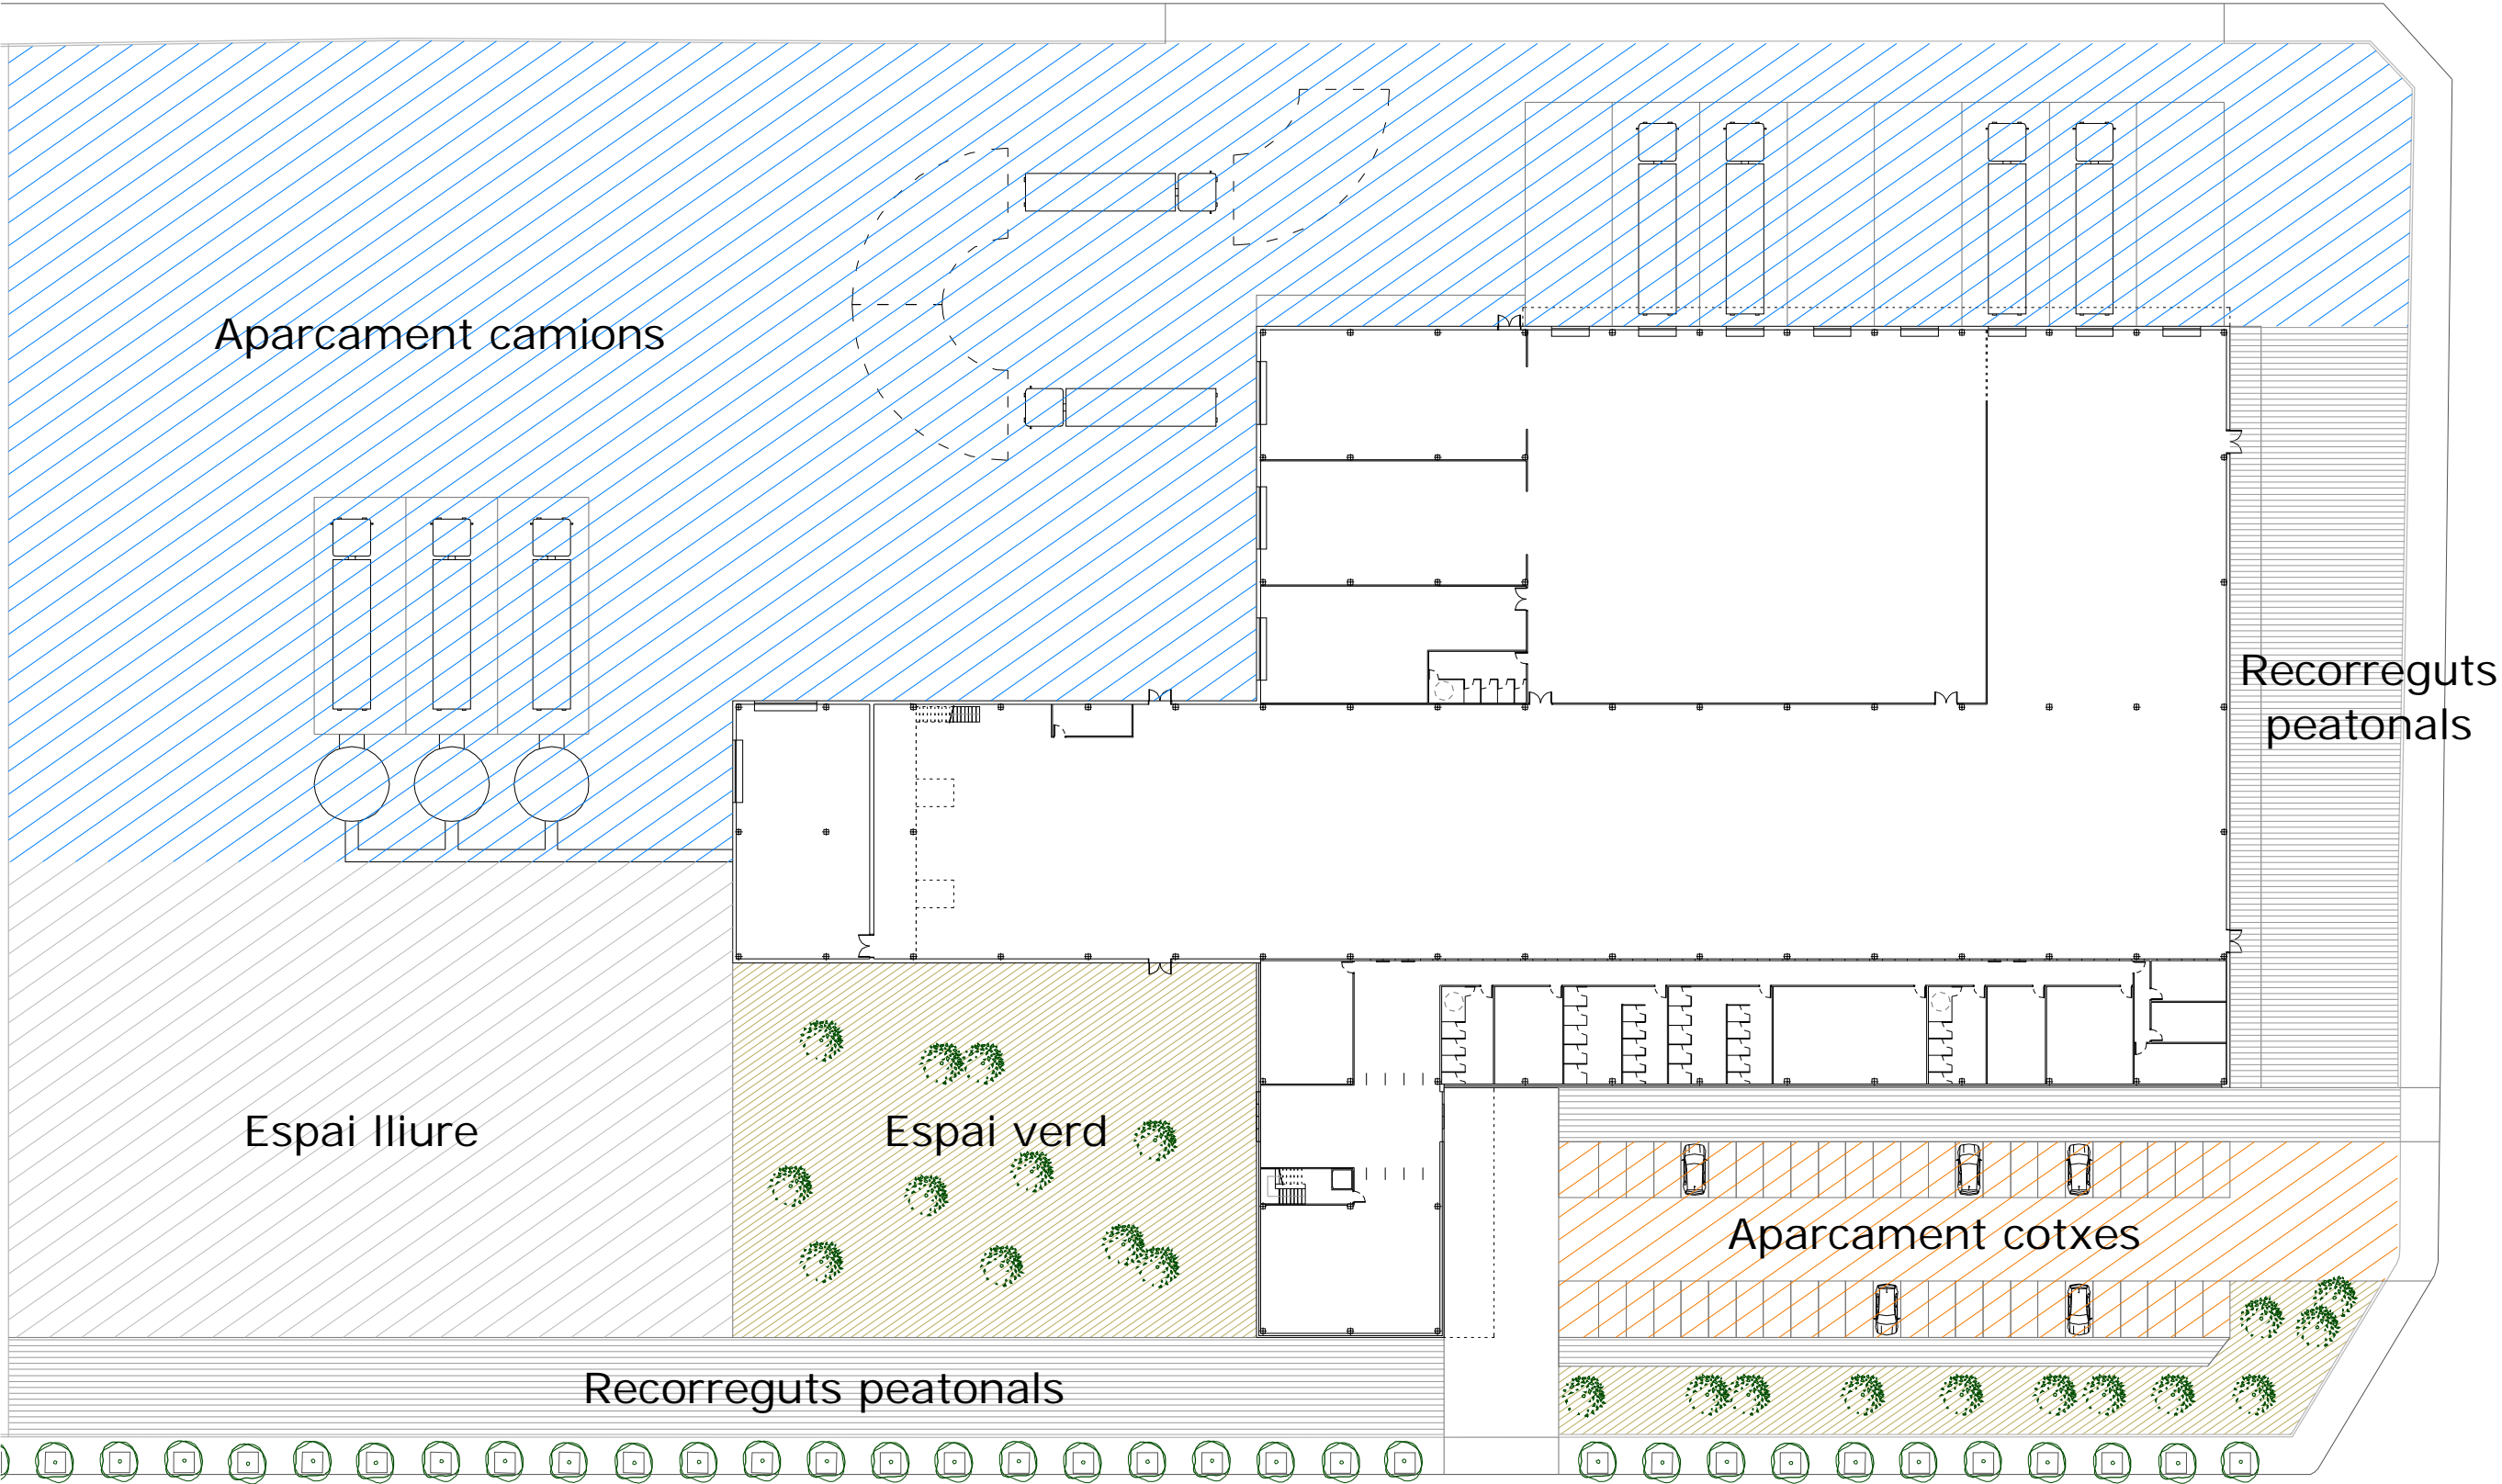 Aparcament camions
Recorreguts
peatonals
Espai lliure
Espai verd
Aparcament cotxes
Recorreguts peatonals